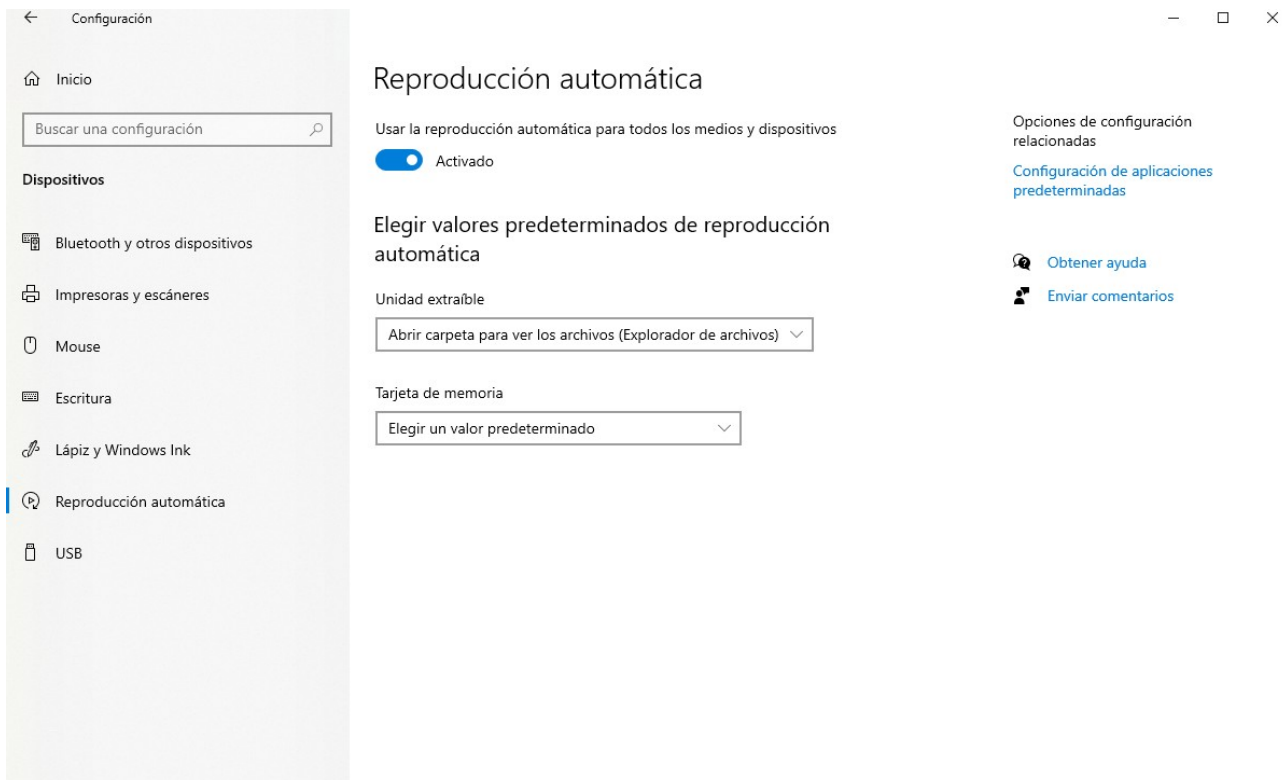 Configuración
Inicio
Buscar una configuración
Dispositivos
Bluetooth y otros dispositivos
Impresoras y escáneres
Mouse
Escritura
Lápiz y Windows Ink
Reproducción automática
USB
Reproducción automática
Usar la reproducción automática para todos los medios y dispositivos
Activado
Elegir valores predeterminados de reproducción
automática
Unidad extraíble
Abrir carpeta para ver los archivos (Explorador de archivos)
Tarjeta de memoria
Elegir un valor predeterminado
Opciones de configuración
relacionadas
Configuración de aplicaciones
predeterminadas
Obtener ayuda
Enviar comentarios